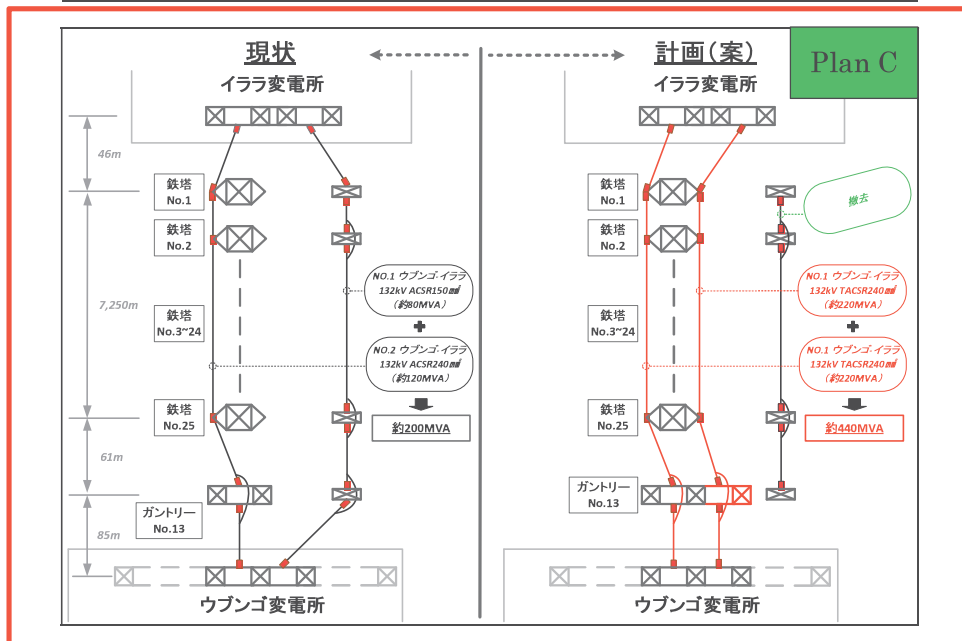 現状
計画(案)
Plan C
イララ変電所
イララ変電所
46m
鉄塔
No.1
鉄塔
No.2
7,250m
鉄塔
No.3~24
鉄塔
No.25
61m
ガントリー
No.13
85m
ウブンゴ変電所
NO.1 ウブンゴ-イララ
132kV ACSR150㎟
(約80MVA)
+
NO.2 ウブンゴ-イララ
132kV ACSR240㎟
(約120MVA)
約200MVA
鉄塔
No.1
鉄塔
No.2
鉄塔
No.3~24
鉄塔
No.25
ガントリー
No.13
ウブンゴ変電所
撤去
NO.1 ウブンゴ-イララ
132kV TACSR240㎟
(約220MVA)
+
NO.1 ウブンゴ-イララ
132kV TACSR240㎟
(約220MVA)
約440MVA